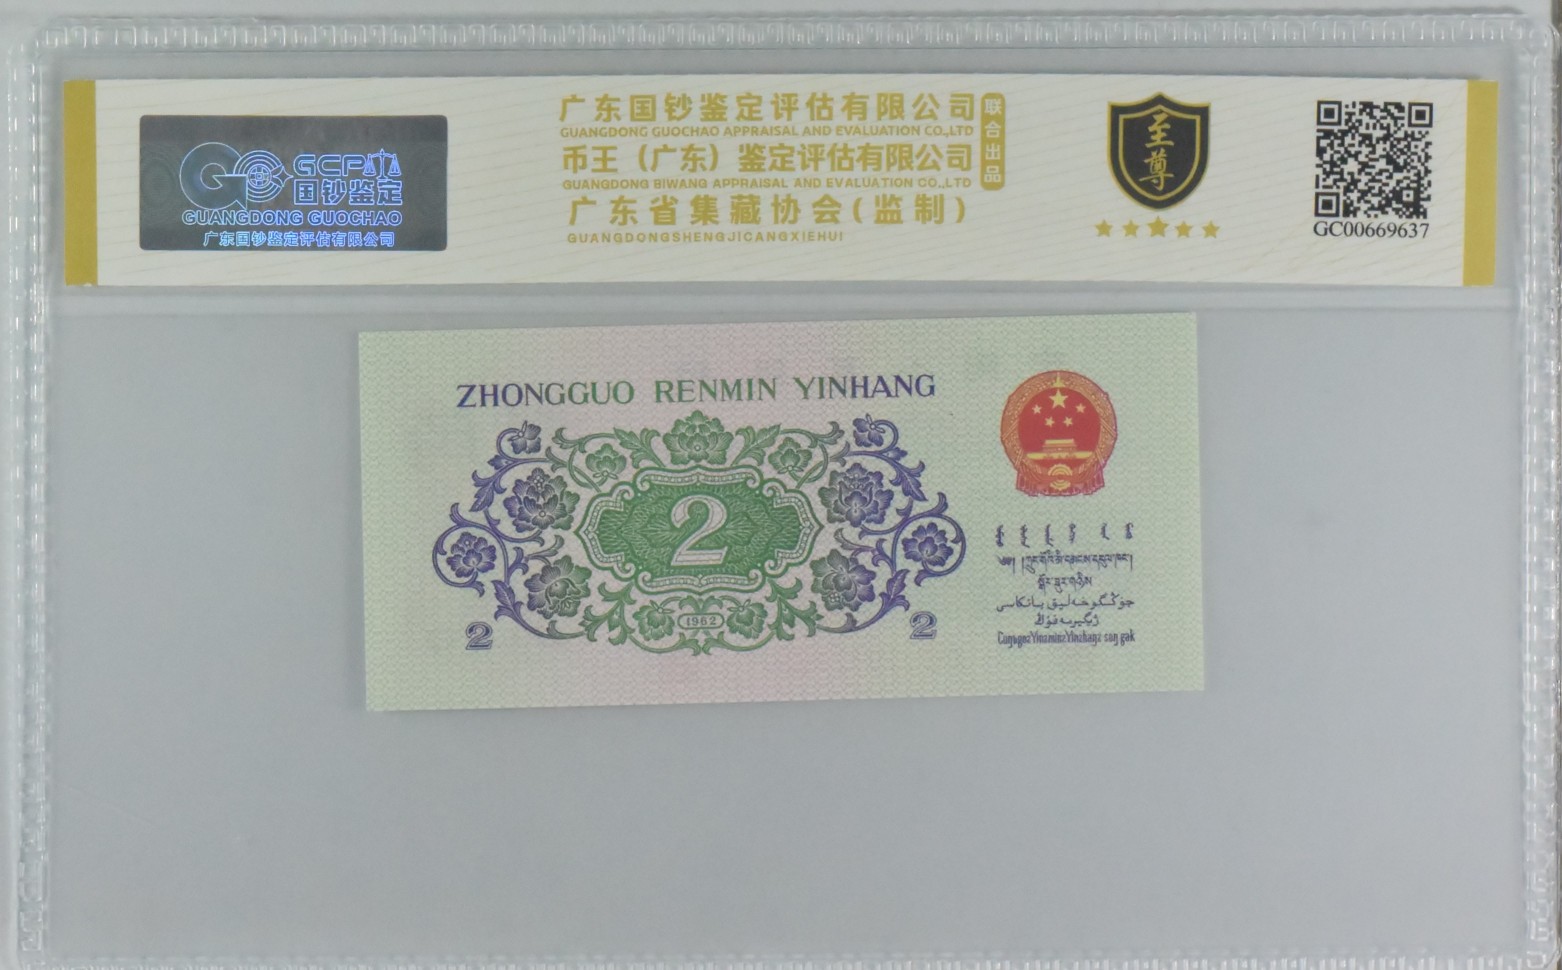 GCP
国钞鉴定
GUANGDONG GUOCHAO
广东国钞鉴定评估有限公司
广东国钞鉴定评估有限公司
GUANGDONG GUOCHAO APPRAISAL AND EVALUATION CO.,LTD
币王（广东）鉴定评估有限公司
GUANGDONG BIWANG APPRAISAL AND EVALUATION CO.,LTD
广东省集藏协会(监制)
GUANGDONGSHENGJICANGXIEHUI
联合出品
至尊
GC00669637
ZHONGGUO RENMIN YINHANG
2
1962
2
2